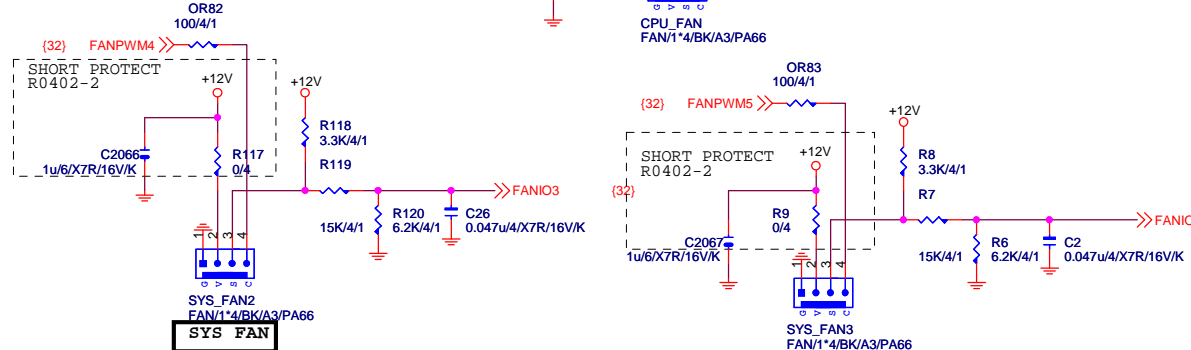 OR82
100/4/1
{32} FANPWM4
SHORT PROTECT
R0402-2
+12V
+12V
C2066
1u/6/X7R/16V/K
R117
0/4
R118
3.3K/4/1
R119
15K/4/1
R120
6.2K/4/1
C26
0.047u/4/X7R/16V/K
FANIO3
1 2 3 4
G V S C
SYS_FAN2
FAN/1*4/BK/A3/PA66
SYS FAN
CPU_FAN
FAN/1*4/BK/A3/PA66
OR83
100/4/1
{32} FANPWM5
SHORT PROTECT
R0402-2
{32}
+12V
+12V
C2067
1u/6/X7R/16V/K
R9
0/4
R8
3.3K/4/1
R7
15K/4/1
R6
6.2K/4/1
C2
0.047u/4/X7R/16V/K
FANIO
1 2 3 4
G V S C
SYS_FAN3
FAN/1*4/BK/A3/PA66